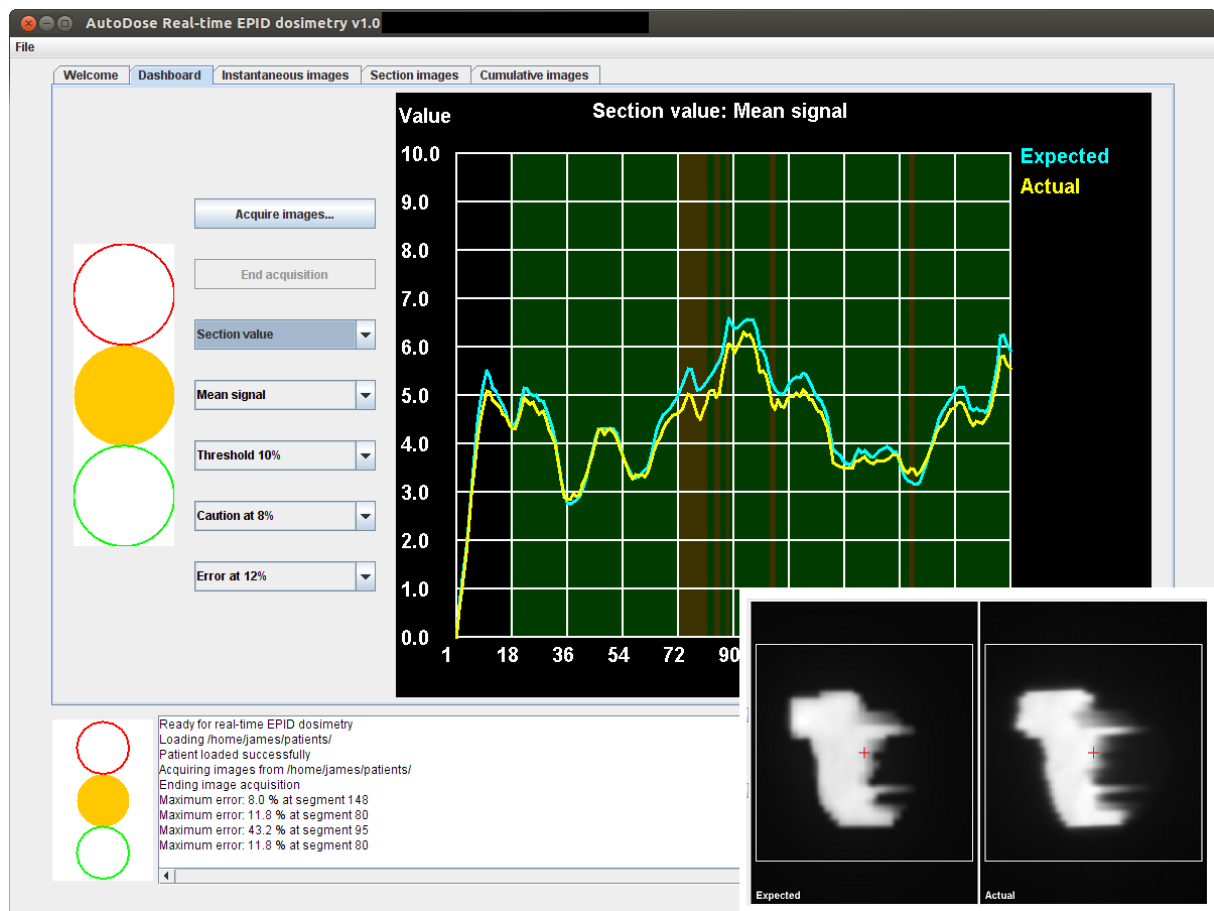 AutoDose Real-time EPID dosimetry v1.0
File
Welcome Dashboard Instantaneous images Section images Cumulative images
Section value: Mean signal
Value
10.0
9.0
8.0
7.0
6.0
5.0
4.0
3.0
2.0
1.0
0.0
1 18 36 54 72 90
Expected
Actual
Acquire images...
End acquisition
Section value
Mean signal
Threshold 10%
Caution at 8%
Error at 12%
Ready for real-time EPID dosimetry
Loading /home/james/patients/
Patient loaded successfully
Acquiring images from /home/james/patients/
Ending image acquisition
Maximum error: 8.0 % at segment 148
Maximum error: 11.8 % at segment 80
Maximum error: 43.2 % at segment 95
Maximum error: 11.8 % at segment 80
Expected
Actual